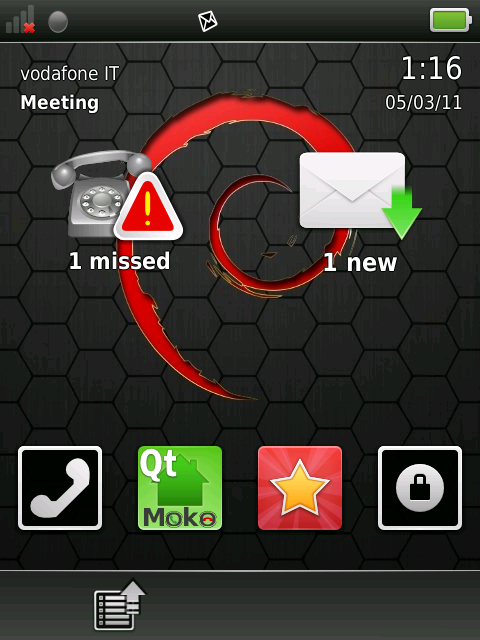 vodafone IT
1:16
Meeting
05/03/11
1 missed
1 new
Qt
Moko